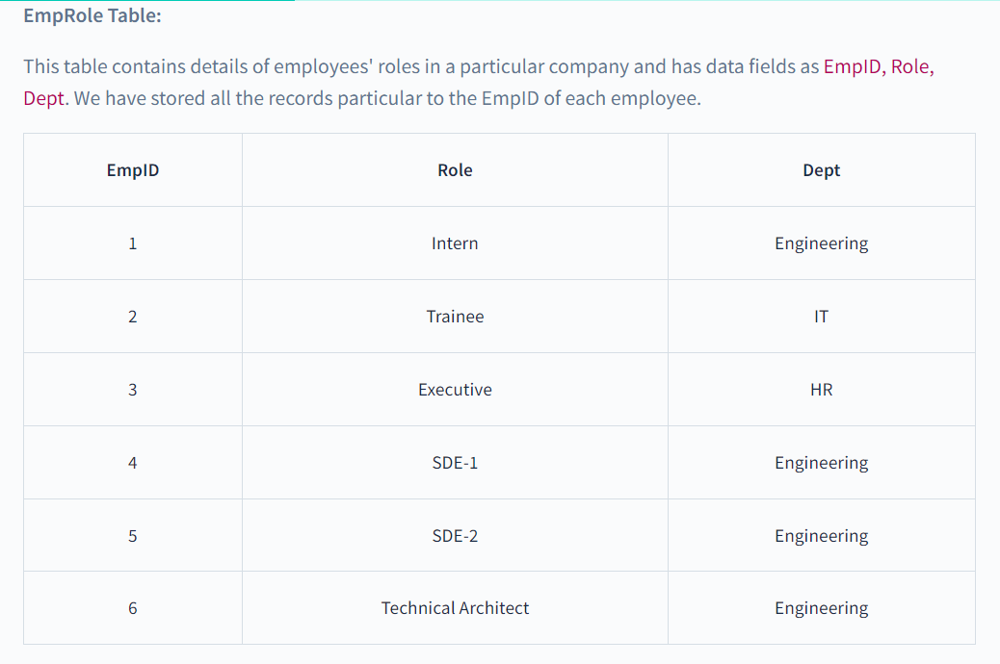 EmpRole Table:
This table contains details of employees' roles in a particular company and has data fields as EmpID, Role,
Dept. We have stored all the records particular to the EmpID of each employee.
EmpID Role Dept
1 Intern Engineering
2 Trainee IT
3 Executive HR
4 SDE-1 Engineering
5 SDE-2 Engineering
6 Technical Architect Engineering